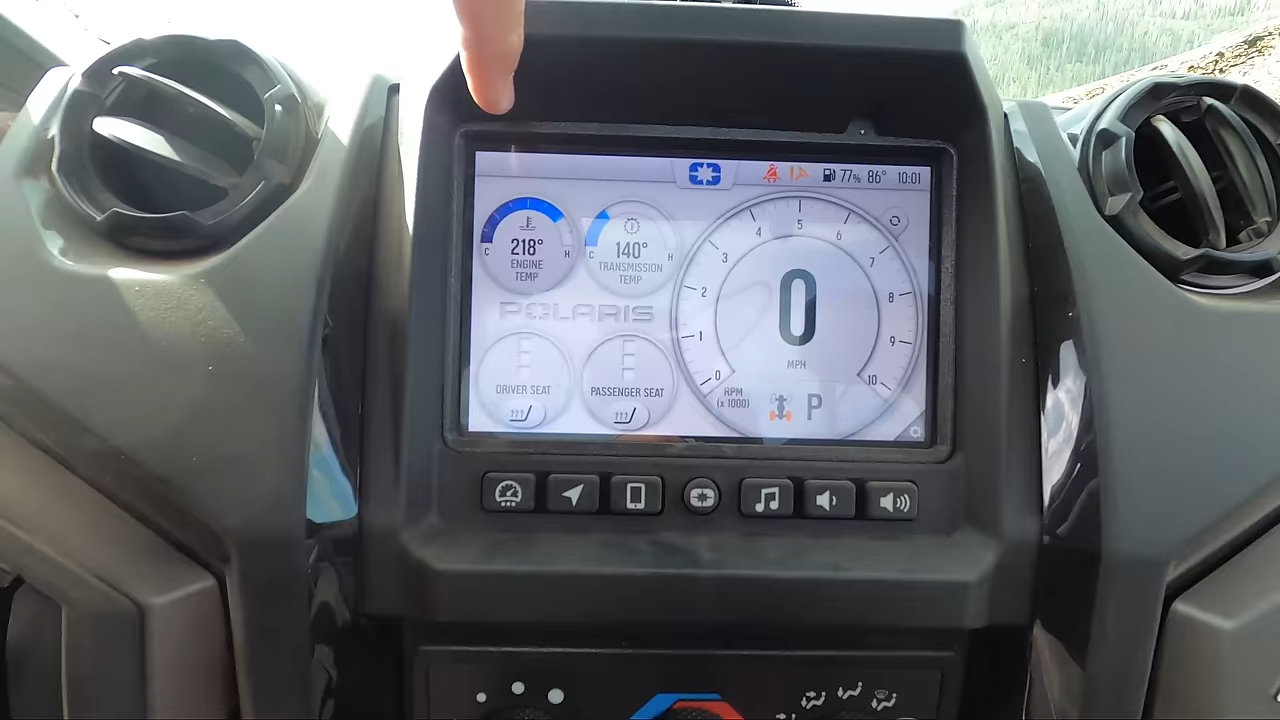 77% 86° 10:01
218°
ENGINE
TEMP
C H
140°
TRANSMISSION
TEMP
C H
POLARIS
DRIVER SEAT
PASSENGER SEAT
0 1 2 3 4 5 6 7 8 9 10
0
MPH
RPM
(x 1000)
P